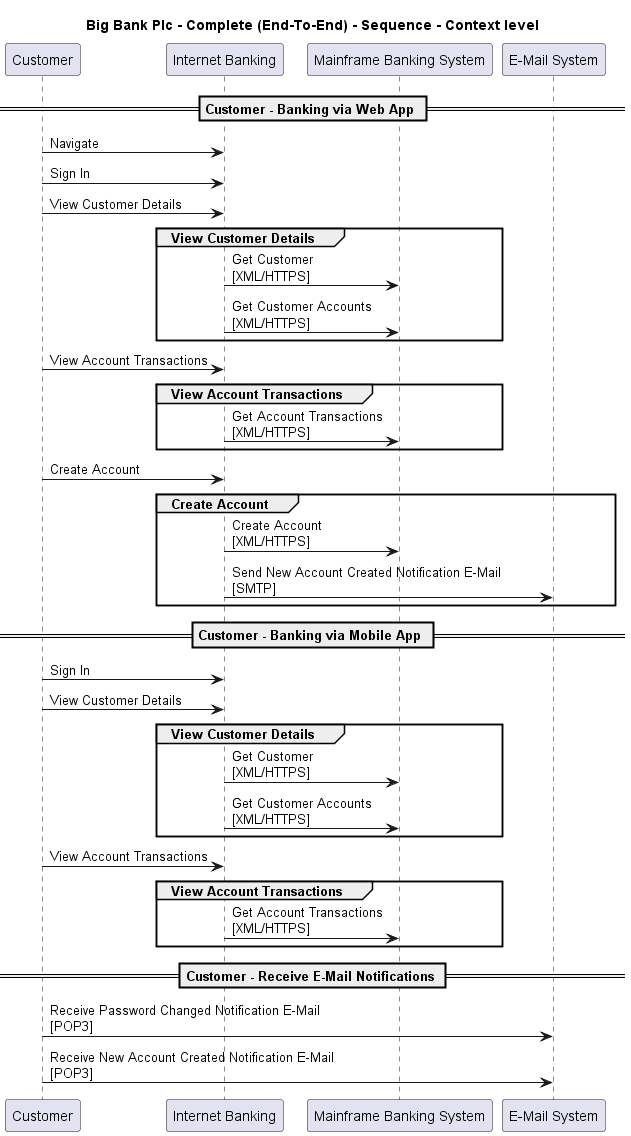 Big Bank Plc - Complete (End-To-End) - Sequence - Context level
Customer
Internet Banking
Mainframe Banking System
E-Mail System
Customer - Banking via Web App
Navigate
Sign In
View Customer Details
View Customer Details
Get Customer
[XML/HTTPS]
Get Customer Accounts
[XML/HTTPS]
View Account Transactions
View Account Transactions
Get Account Transactions
[XML/HTTPS]
Create Account
Create Account
Create Account
[XML/HTTPS]
Send New Account Created Notification E-Mail
[SMTP]
Customer - Banking via Mobile App
Sign In
View Customer Details
View Customer Details
Get Customer
[XML/HTTPS]
Get Customer Accounts
[XML/HTTPS]
View Account Transactions
View Account Transactions
Get Account Transactions
[XML/HTTPS]
Customer - Receive E-Mail Notifications
Receive Password Changed Notification E-Mail
[POP3]
Receive New Account Created Notification E-Mail
[POP3]
Customer
Internet Banking
Mainframe Banking System
E-Mail System